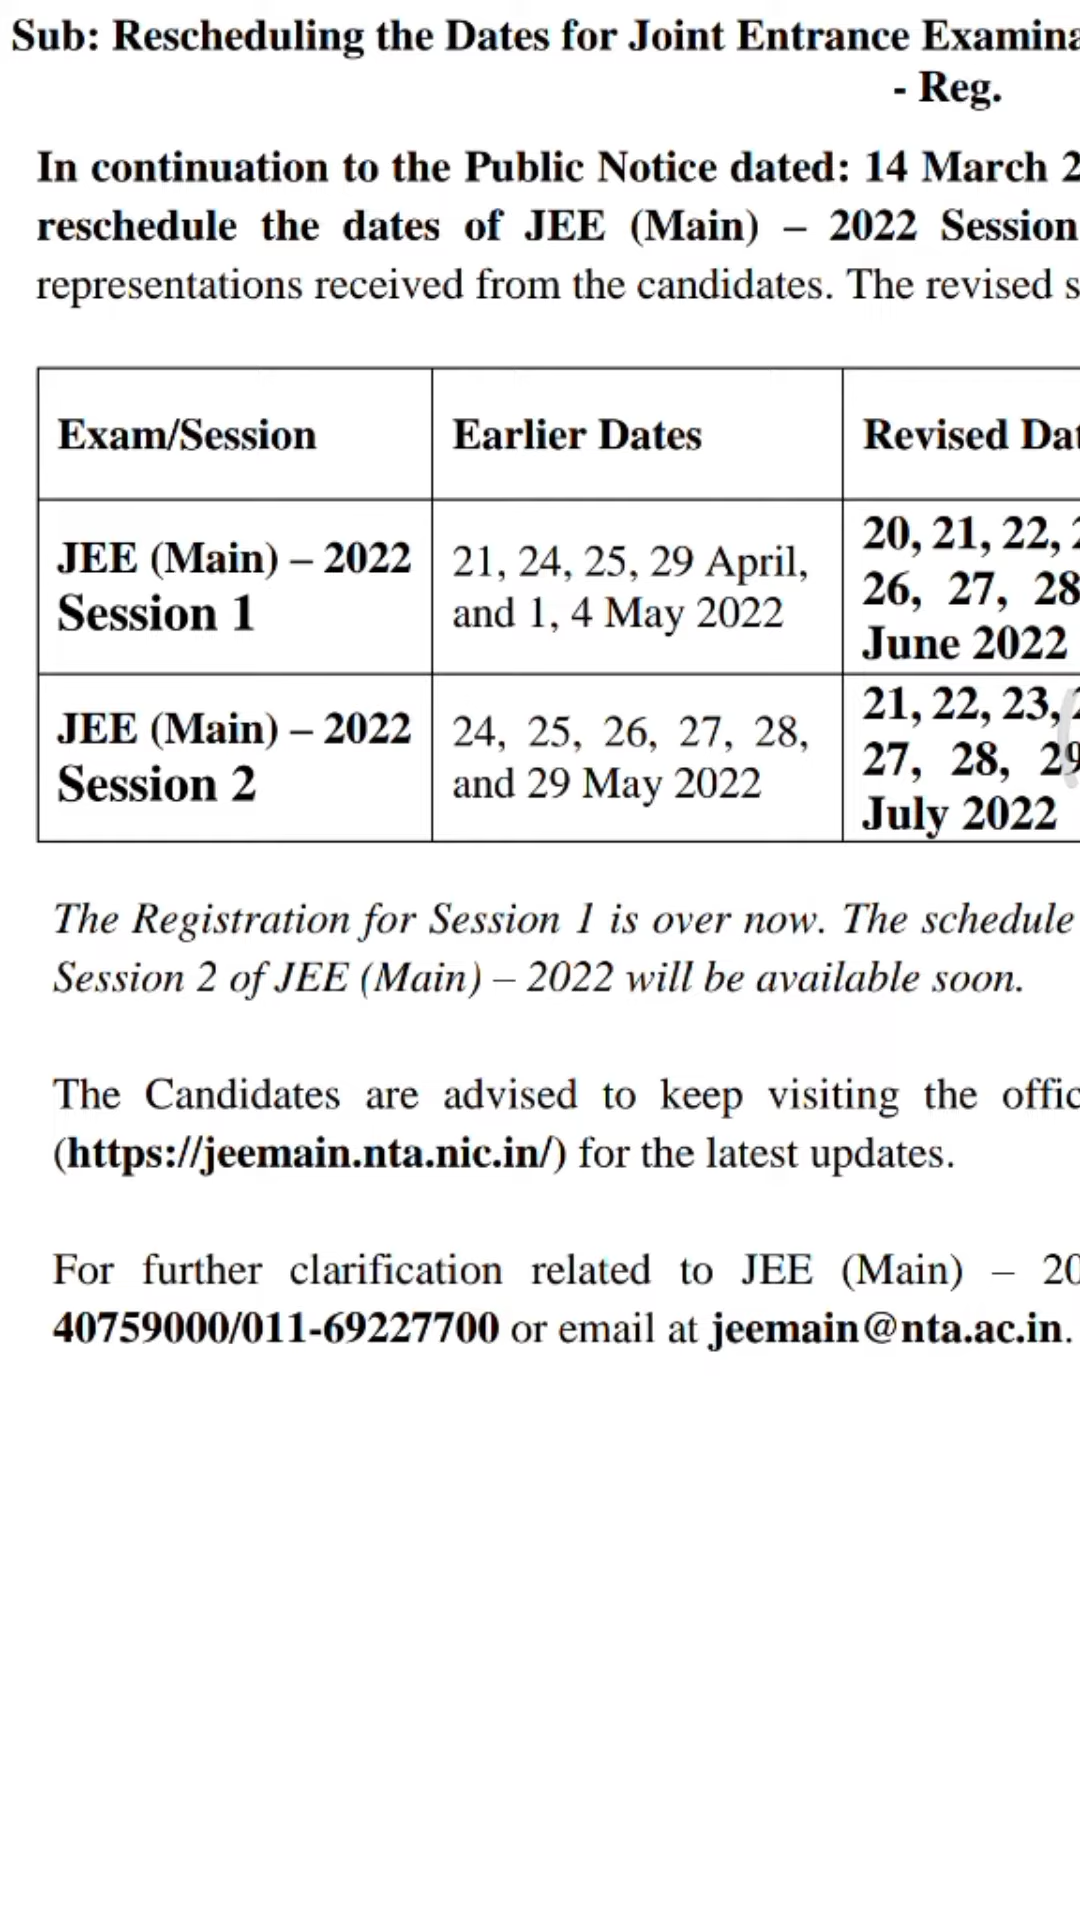 Sub: Rescheduling the Dates for Joint Entrance
- Reg.
In continuation to the Public Notice dated: 14 March
reschedule the dates of JEE (Main) – 2022 Session
representations received from the candidates. The revised
Exam/Session
Earlier Dates
Revised
JEE (Main) – 2022
Session 1
21, 24, 25, 29 April,
and 1, 4 May 2022
20, 21, 22,
26, 27, 28
June 2022
JEE (Main) – 2022
Session 2
24, 25, 26, 27, 28,
and 29 May 2022
21, 22, 23,
27, 28, 29
July 2022
The Registration for Session 1 is over now. The schedule
Session 2 of JEE (Main) – 2022 will be available soon.
The Candidates are advised to keep visiting the
(https://jeemain.nta.nic.in/) for the latest updates.
For further clarification related to JEE (Main) –
40759000/011-69227700 or email at jeemain@nta.ac.in.